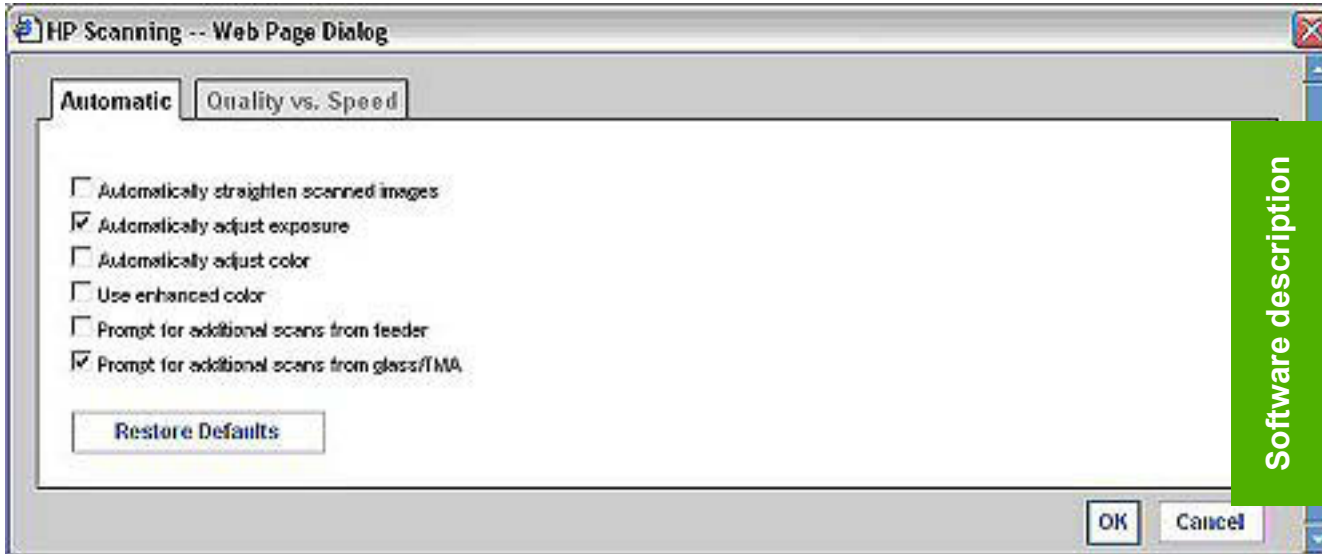 HP Scanning -- Web Page Dialog
Automatic
Quality vs. Speed
Automatically straighten scanned images
Automatically adjust exposure
Automatically adjust color
Use enhanced color
Prompt for additional scans from feeder
Prompt for additional scans from glass/TMA
Restore Defaults
Software description
OK
Cancel